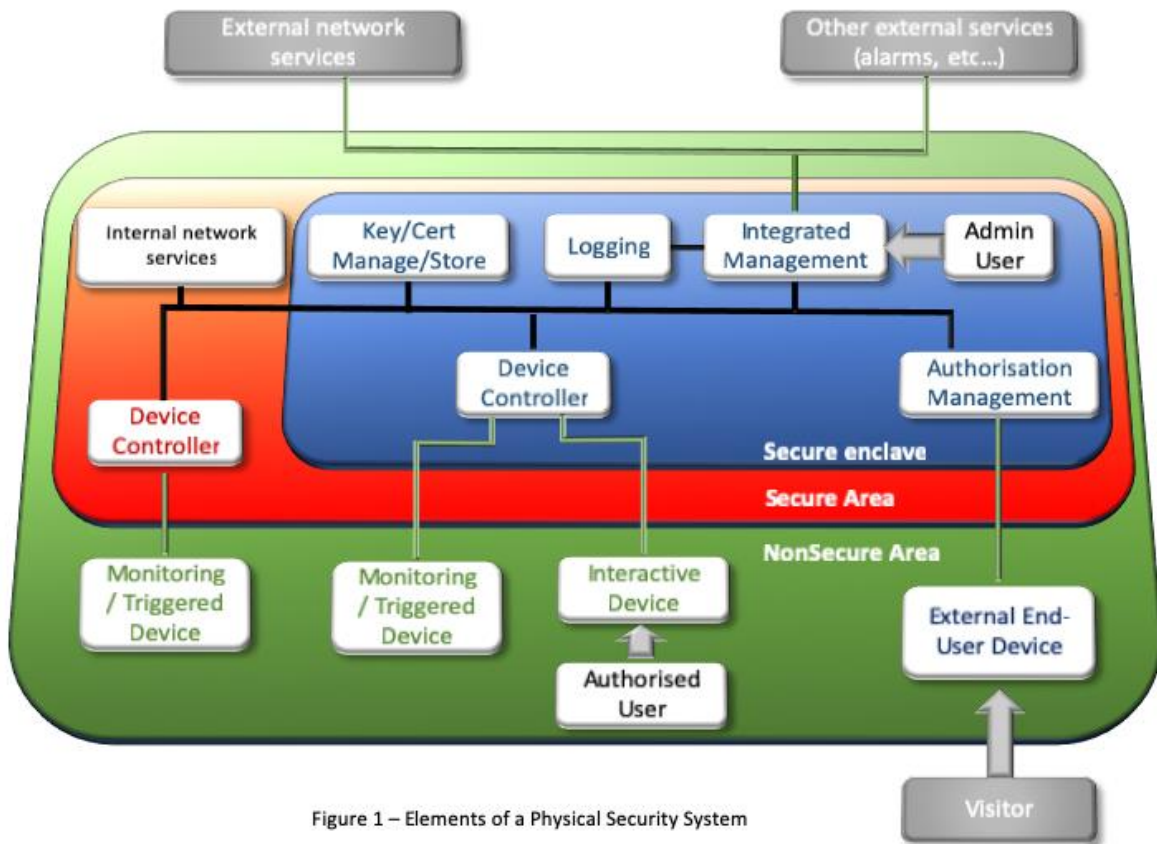 External network
services
Other external services
(alarms, etc...)
Internal network
services
Key/Cert
Manage/Store
Logging
Integrated
Management
Admin
User
Device
Controller
Authorisation
Management
Device
Controller
Secure enclave
Secure Area
NonSecure Area
Monitoring
/ Triggered
Device
Monitoring
/ Triggered
Device
Interactive
Device
External End-
User Device
Authorised
User
Visitor
Figure 1 – Elements of a Physical Security System